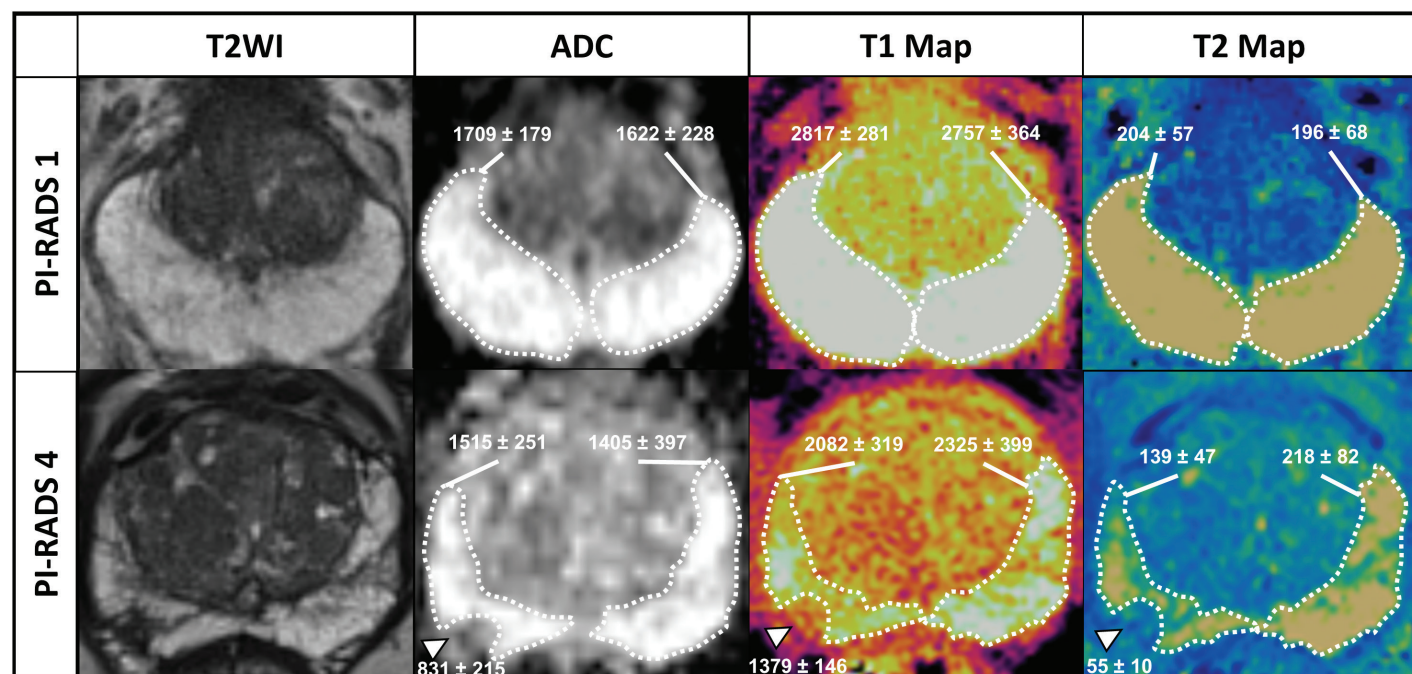 T2WI ADC T1 Map T2 Map
PI-RADS 1
1709 ± 179 1622 ± 228 2817 ± 281 2757 ± 364 204 ± 57 196 ± 68
PI-RADS 4
1515 ± 251 1405 ± 397 2082 ± 319 2325 ± 399 139 ± 47 218 ± 82
831 ± 215 1379 ± 146 55 ± 10